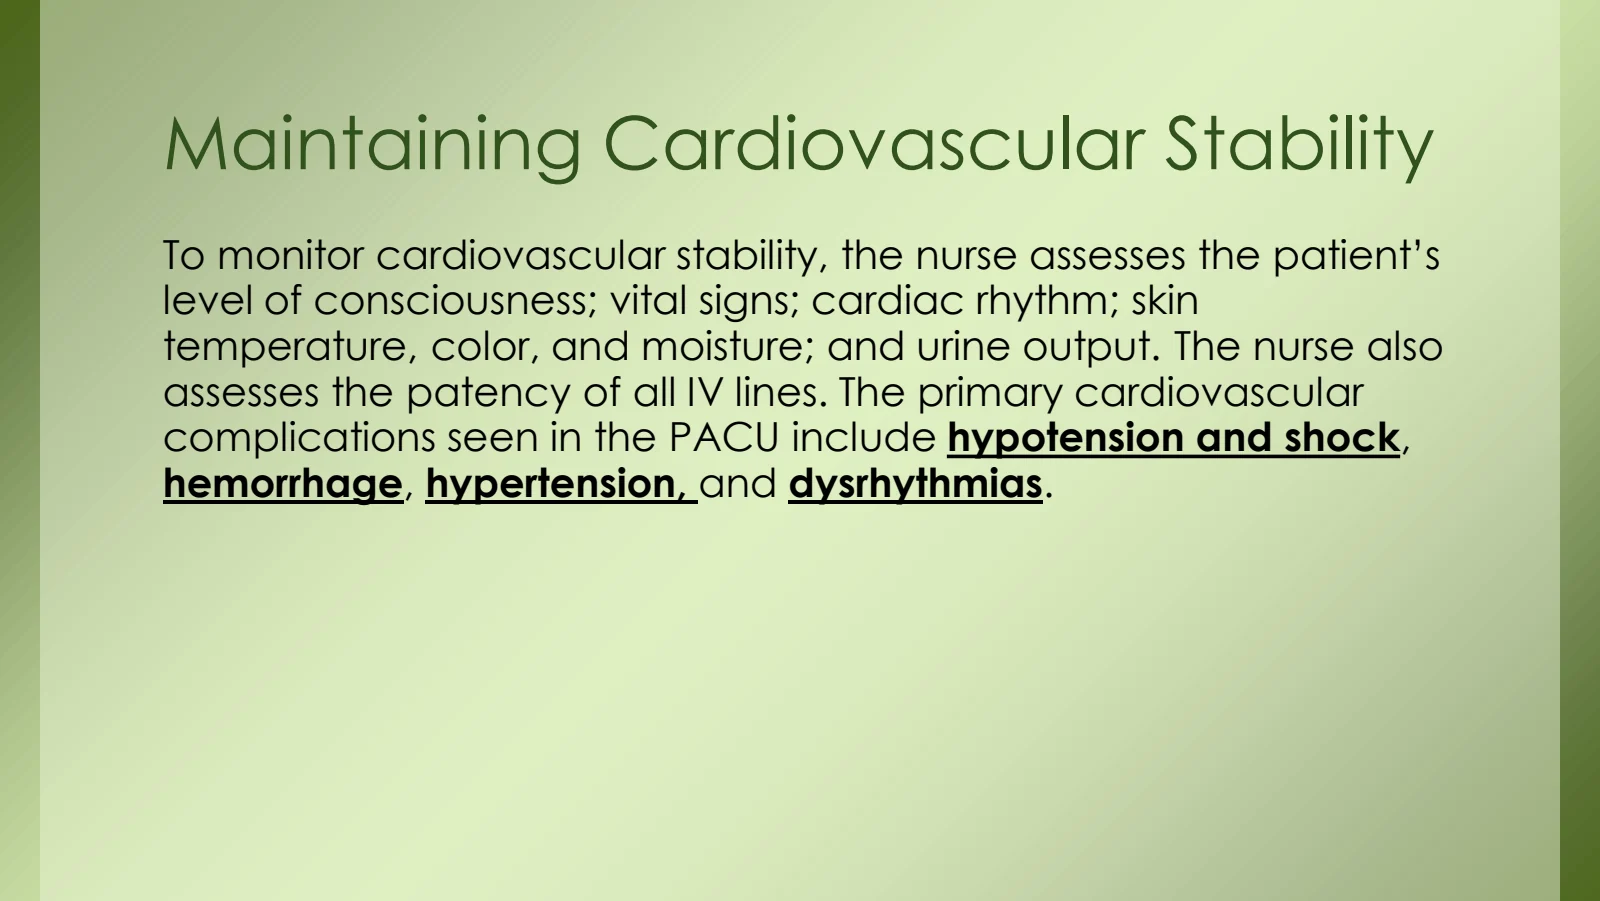 Maintaining Cardiovascular Stability
To monitor cardiovascular stability, the nurse assesses the patient’s
level of consciousness; vital signs; cardiac rhythm; skin
temperature, color, and moisture; and urine output. The nurse also
assesses the patency of all IV lines. The primary cardiovascular
complications seen in the PACU include hypotension and shock,
hemorrhage, hypertension, and dysrhythmias.